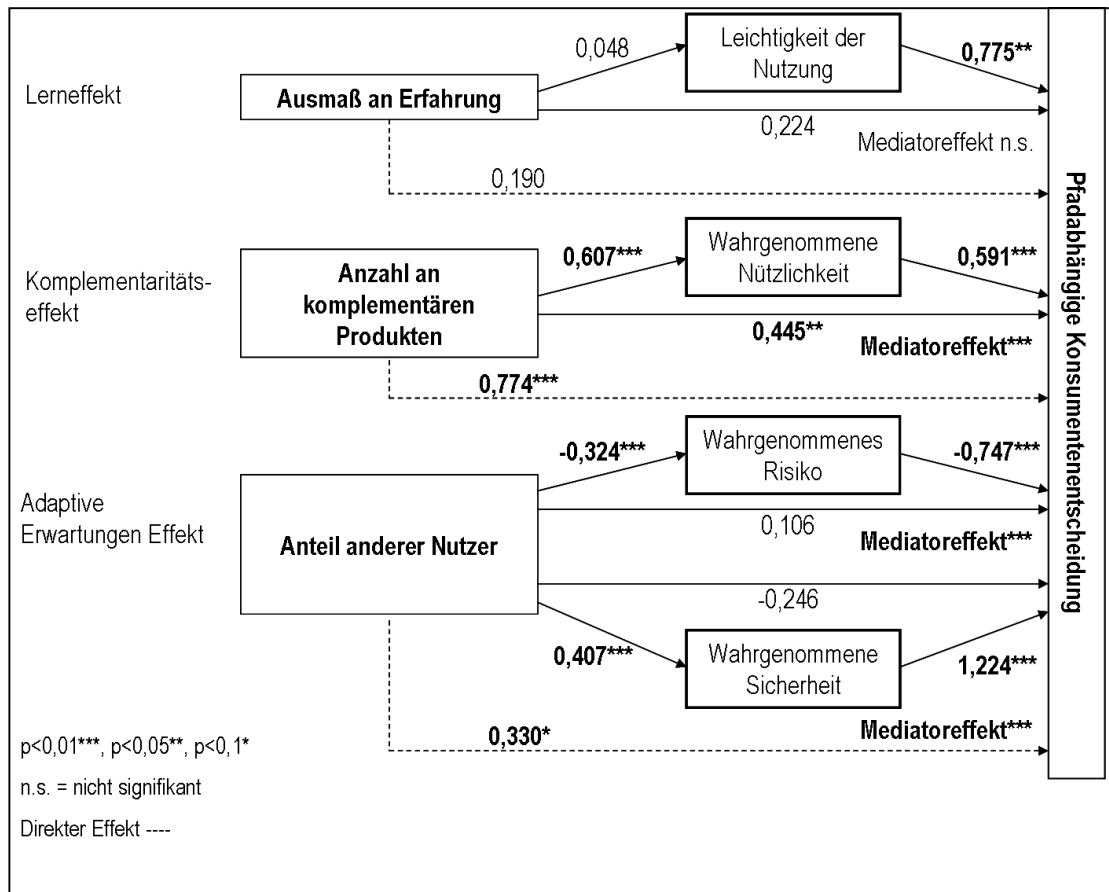 0,048
Leichtigkeit der
Nutzung
0,775**
Lerneffekt
Ausmaß an Erfahrung
0,224
Mediatoreffekt n.s.
0,190
Komplementaritäts-
effekt
Anzahl an
komplementären
Produkten
0,607***
Wahrgenommene
Nützlichkeit
0,591***
0,445**
Mediatoreffekt***
0,774***
Adaptive
Erwartungen Effekt
Anteil anderer Nutzer
-0,324***
Wahrgenommenes
Risiko
-0,747***
0,106
Mediatoreffekt***
-0,246
0,407***
Wahrgenommene
Sicherheit
1,224***
0,330*
Mediatoreffekt***
Pfadabhängige Konsumentenentscheidung
p<0,01***, p<0,05**, p<0,1*
n.s. = nicht signifikant
Direkter Effekt ----